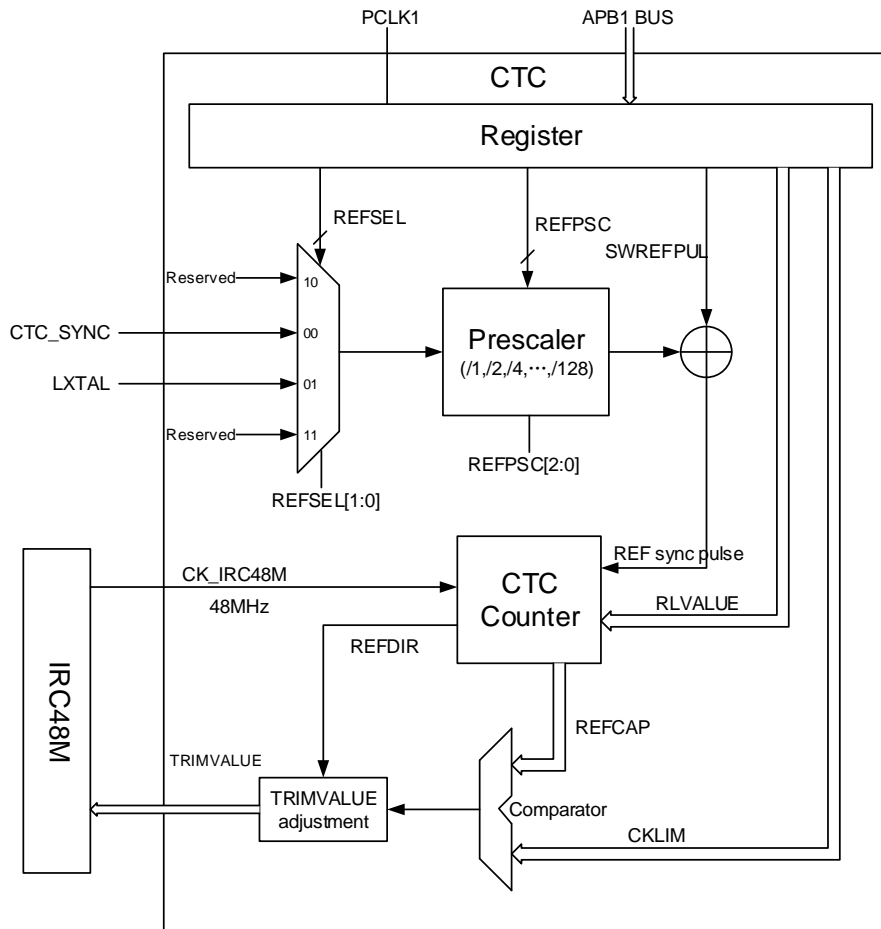 PCLK1
APB1 BUS
CTC
Register
REFSEL
REFPSC
SWREFPUL
Reserved
10
CTC_SYNC
00
Prescaler
(/1,/2,/4,···,/128)
LXTAL
01
Reserved
11
REFPSC[2:0]
REFSEL[1:0]
REF sync pulse
CK_IRC48M
48MHz
CTC
Counter
RLVALUE
REFDIR
IRC48M
REFCAP
TRIMVALUE
TRIMVALUE
adjustment
Comparator
CKLIM